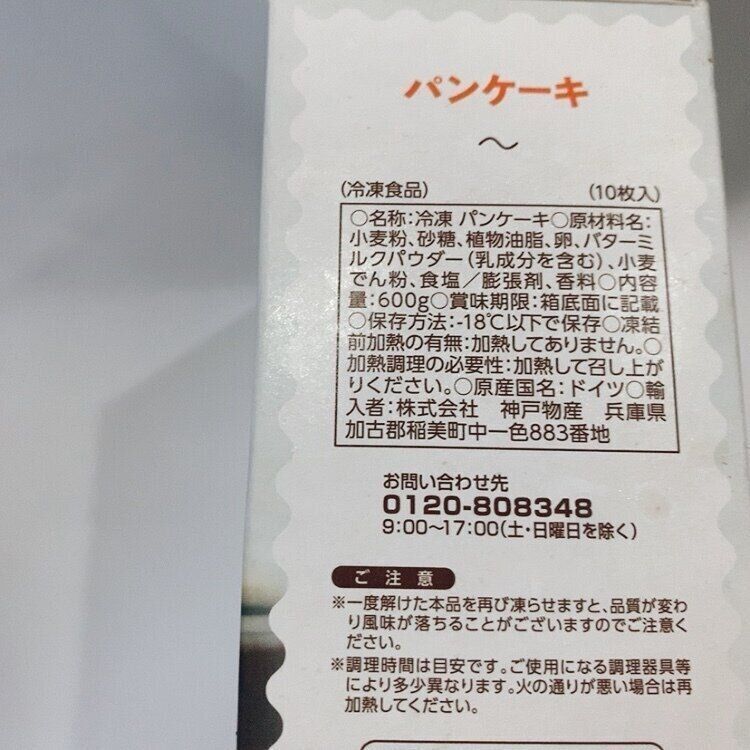 パンケーキ
～
(冷凍食品) (10枚入)
○名称:冷凍 パンケーキ○原材料名:
小麦粉、砂糖、植物油脂、卵、バターミ
ルクパウダー(乳成分を含む)、小麦
でん粉、食塩／膨張剤、香料○内容
量:600g○賞味期限:箱底面に記載
○保存方法:-18℃以下で保存○凍結
前加熱の有無:加熱してありません。○
加熱調理の必要性:加熱して召し上が
りください。○原産国名:ドイツ○輸
入者:株式会社 神戸物産 兵庫県
加古郡稲美町中一色883番地
お問い合わせ先
0120-808348
9:00～17:00(土・日曜日を除く)
ご注意
※一度解けた本品を再び凍らせますと、品質が変わ
り風味が落ちることがございますのでご注意く
ださい。
※調理時間は目安です。ご使用になる調理器具等
により多少異なります。火の通りが悪い場合は再
加熱してください。